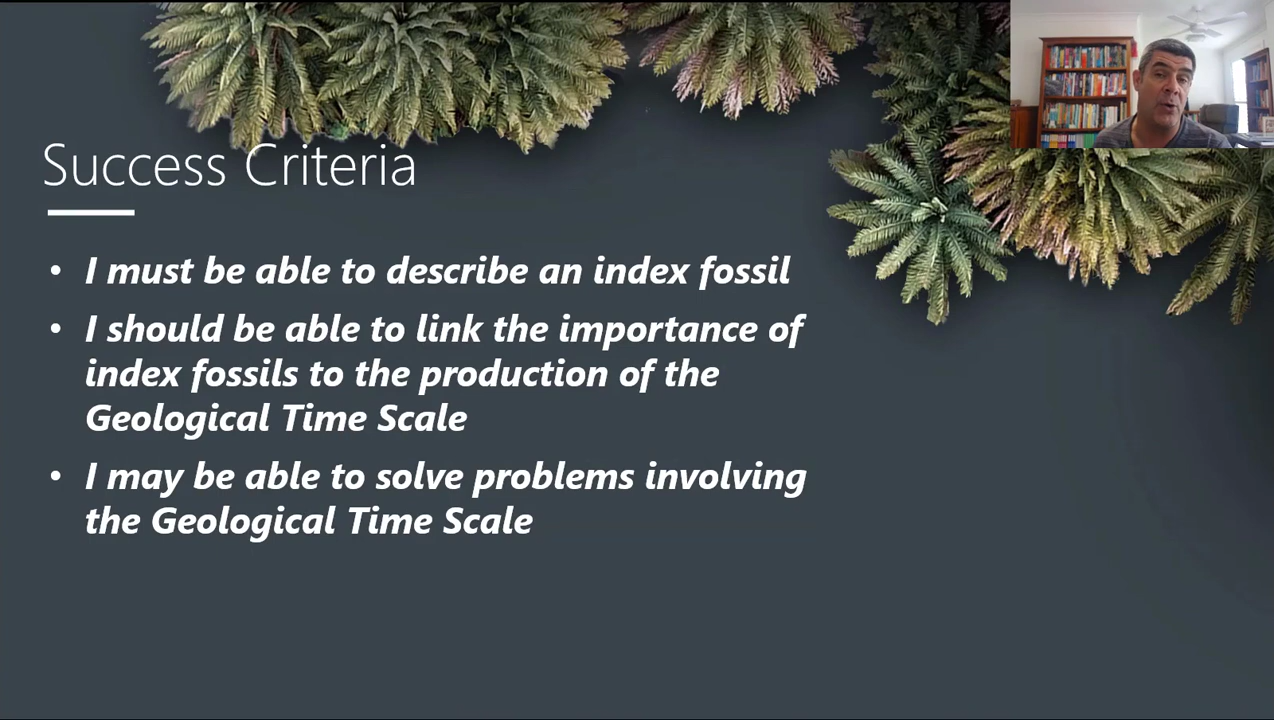 Success Criteria
• I must be able to describe an index fossil
• I should be able to link the importance of
index fossils to the production of the
Geological Time Scale
• I may be able to solve problems involving
the Geological Time Scale